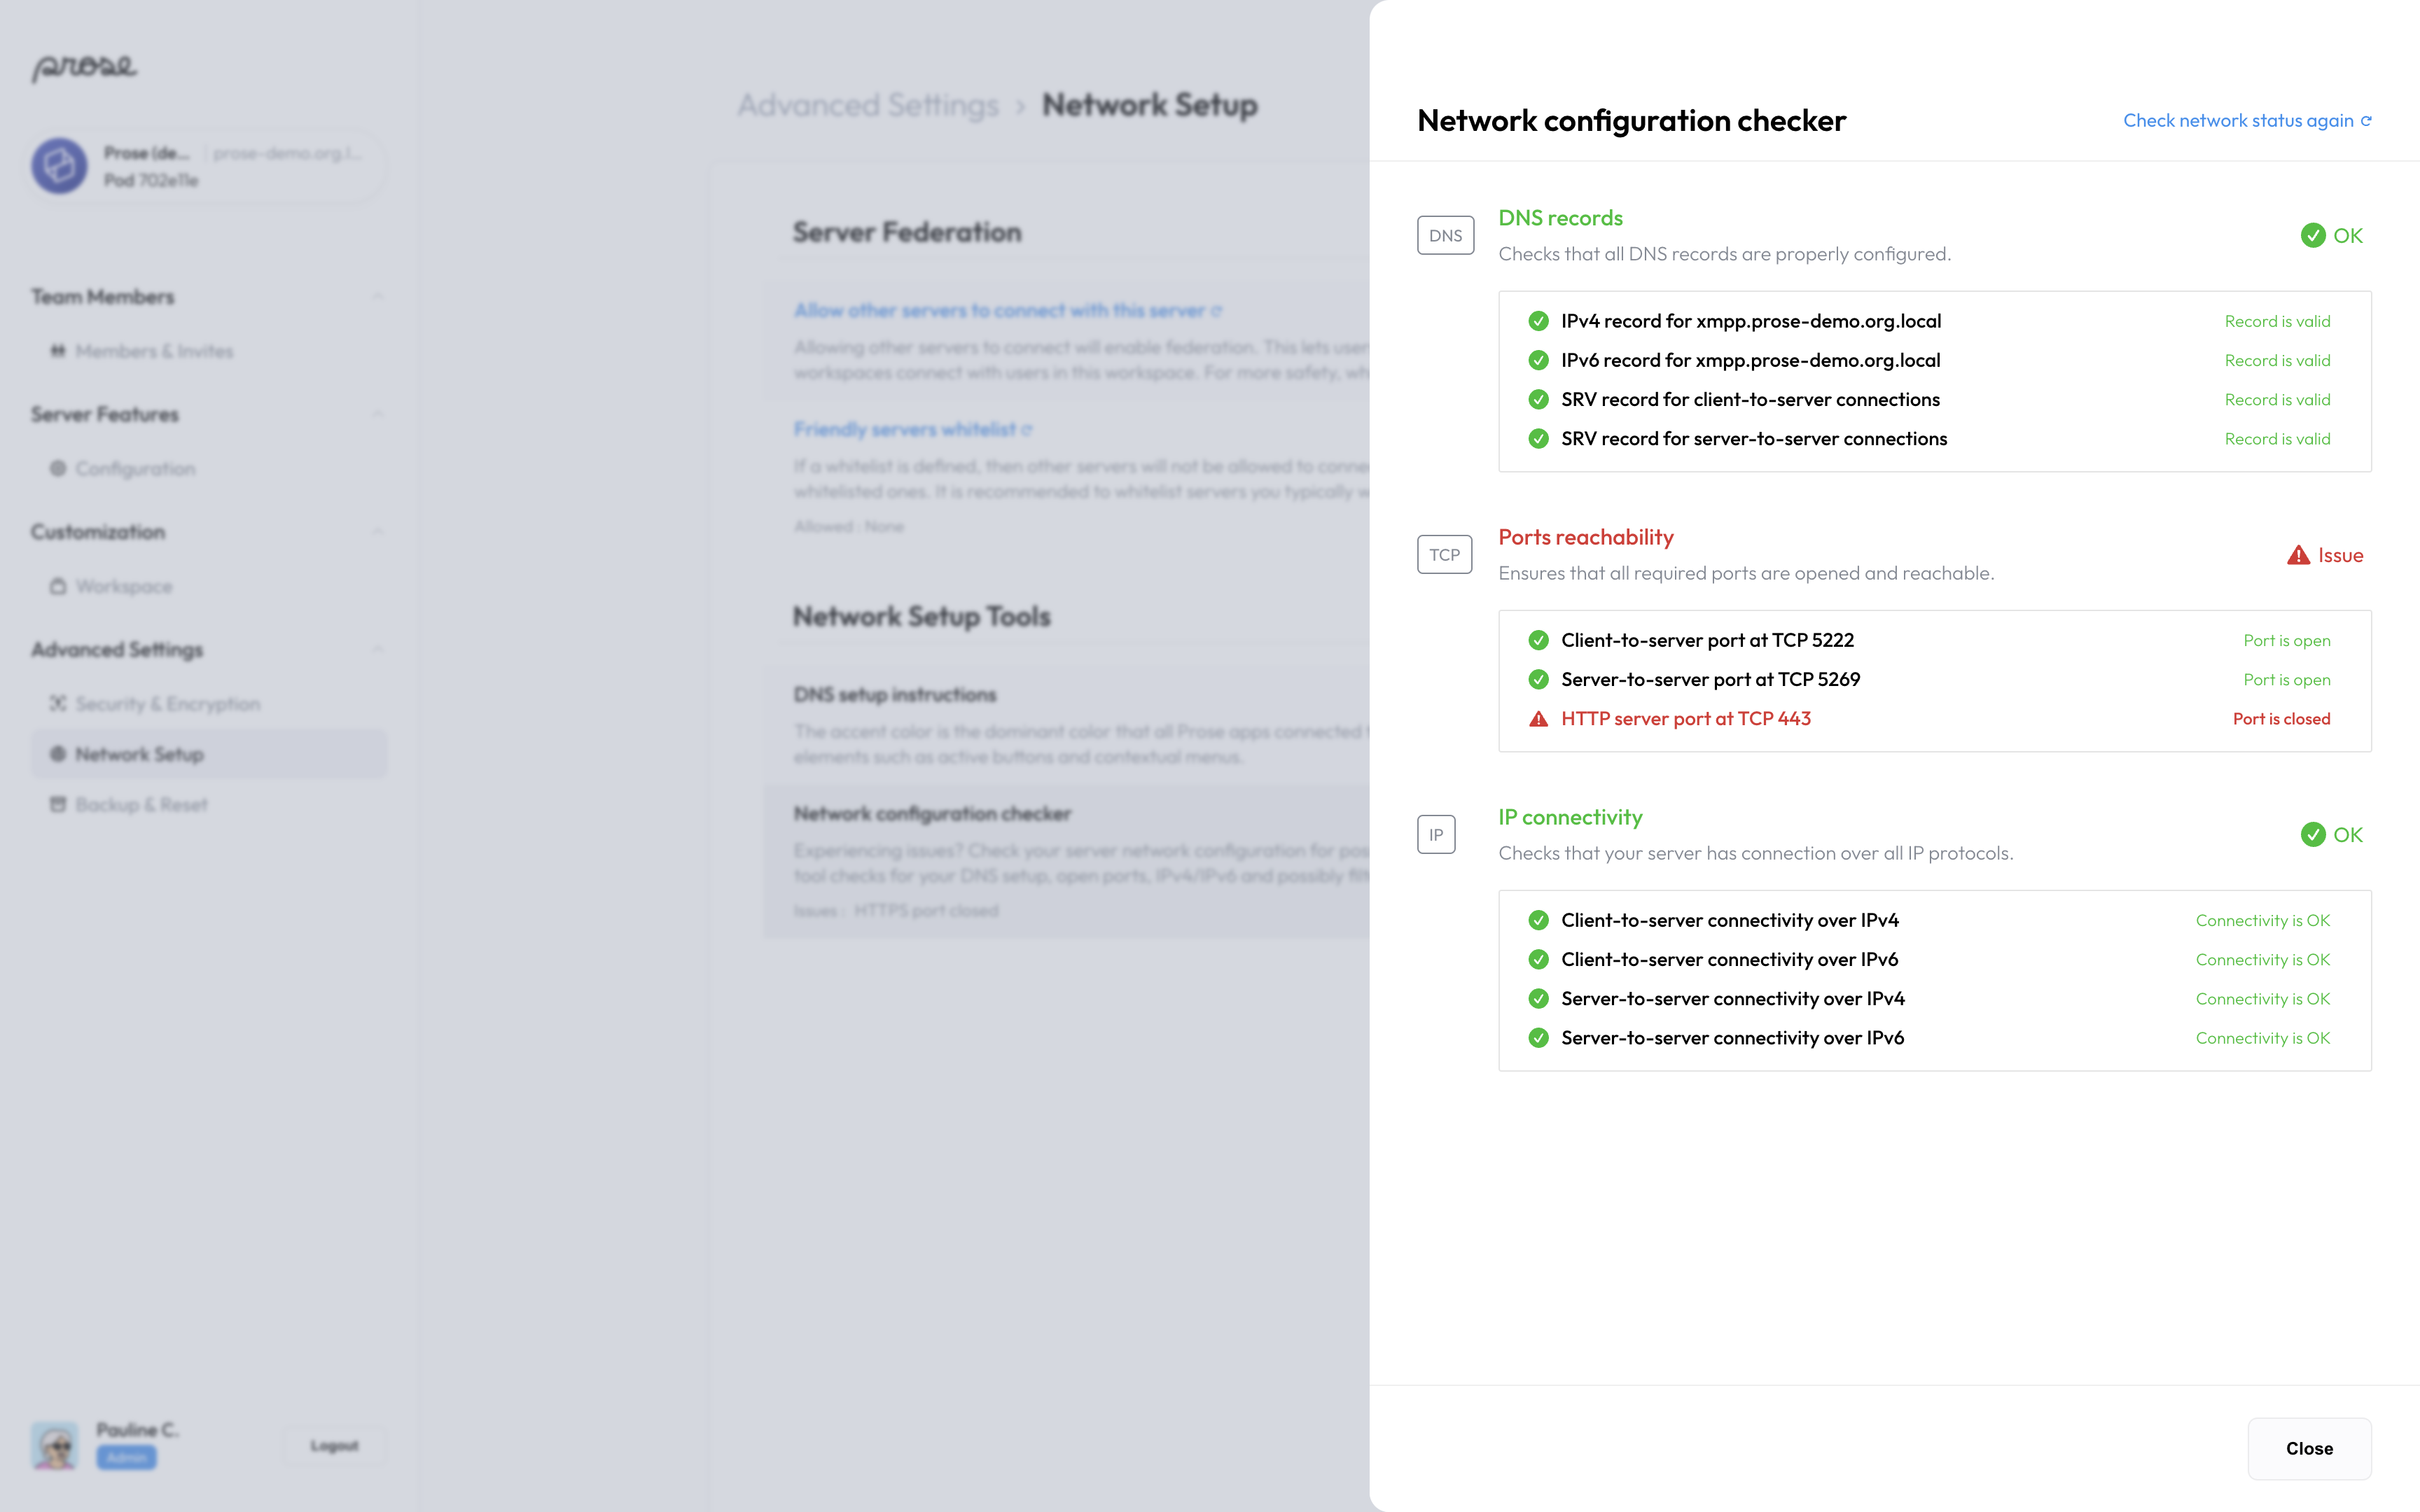 prose
Prose (de... prose-demo.org.l...
Pod 702e11e
Team Members
Members & Invites
Server Features
Configuration
Customization
Workspace
Advanced Settings
Security & Encryption
Network Setup
Backup & Reset
Pauline C.
Admin
Logout
Advanced Settings › Network Setup
Server Federation
Allow other servers to connect with this server
Allowing other servers to connect will enable federation. This lets user
workspaces connect with users in this workspace. For more safety, wh
Friendly servers whitelist
If a whitelist is defined, then other servers will not be allowed to conne
whitelisted ones. It is recommended to whitelist servers you typically w
Allowed : None
Network Setup Tools
DNS setup instructions
The accent color is the dominant color that all Prose apps connected t
elements such as active buttons and contextual menus.
Network configuration checker
Experiencing issues? Check your server network configuration for pos
tool checks for your DNS setup, open ports, IPv4/IPv6 and possibly filt
Issues : HTTPS port closed
Network configuration checker
Check network status again
DNS
DNS records
Checks that all DNS records are properly configured.
OK
IPv4 record for xmpp.prose-demo.org.local Record is valid
IPv6 record for xmpp.prose-demo.org.local Record is valid
SRV record for client-to-server connections Record is valid
SRV record for server-to-server connections Record is valid
TCP
Ports reachability
Ensures that all required ports are opened and reachable.
Issue
Client-to-server port at TCP 5222 Port is open
Server-to-server port at TCP 5269 Port is open
HTTP server port at TCP 443 Port is closed
IP
IP connectivity
Checks that your server has connection over all IP protocols.
OK
Client-to-server connectivity over IPv4 Connectivity is OK
Client-to-server connectivity over IPv6 Connectivity is OK
Server-to-server connectivity over IPv4 Connectivity is OK
Server-to-server connectivity over IPv6 Connectivity is OK
Close